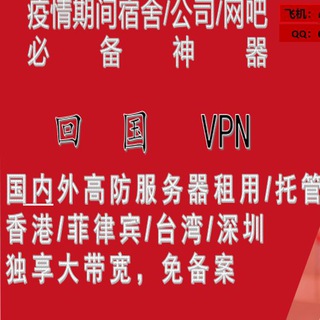 疫情期间宿舍/公司/网吧
飞机:
必 备 神 器
QQ:
回 国 VPN
国内外高防服务器租用/托管
香港/菲律宾/台湾/深圳
独享大带宽，免备案